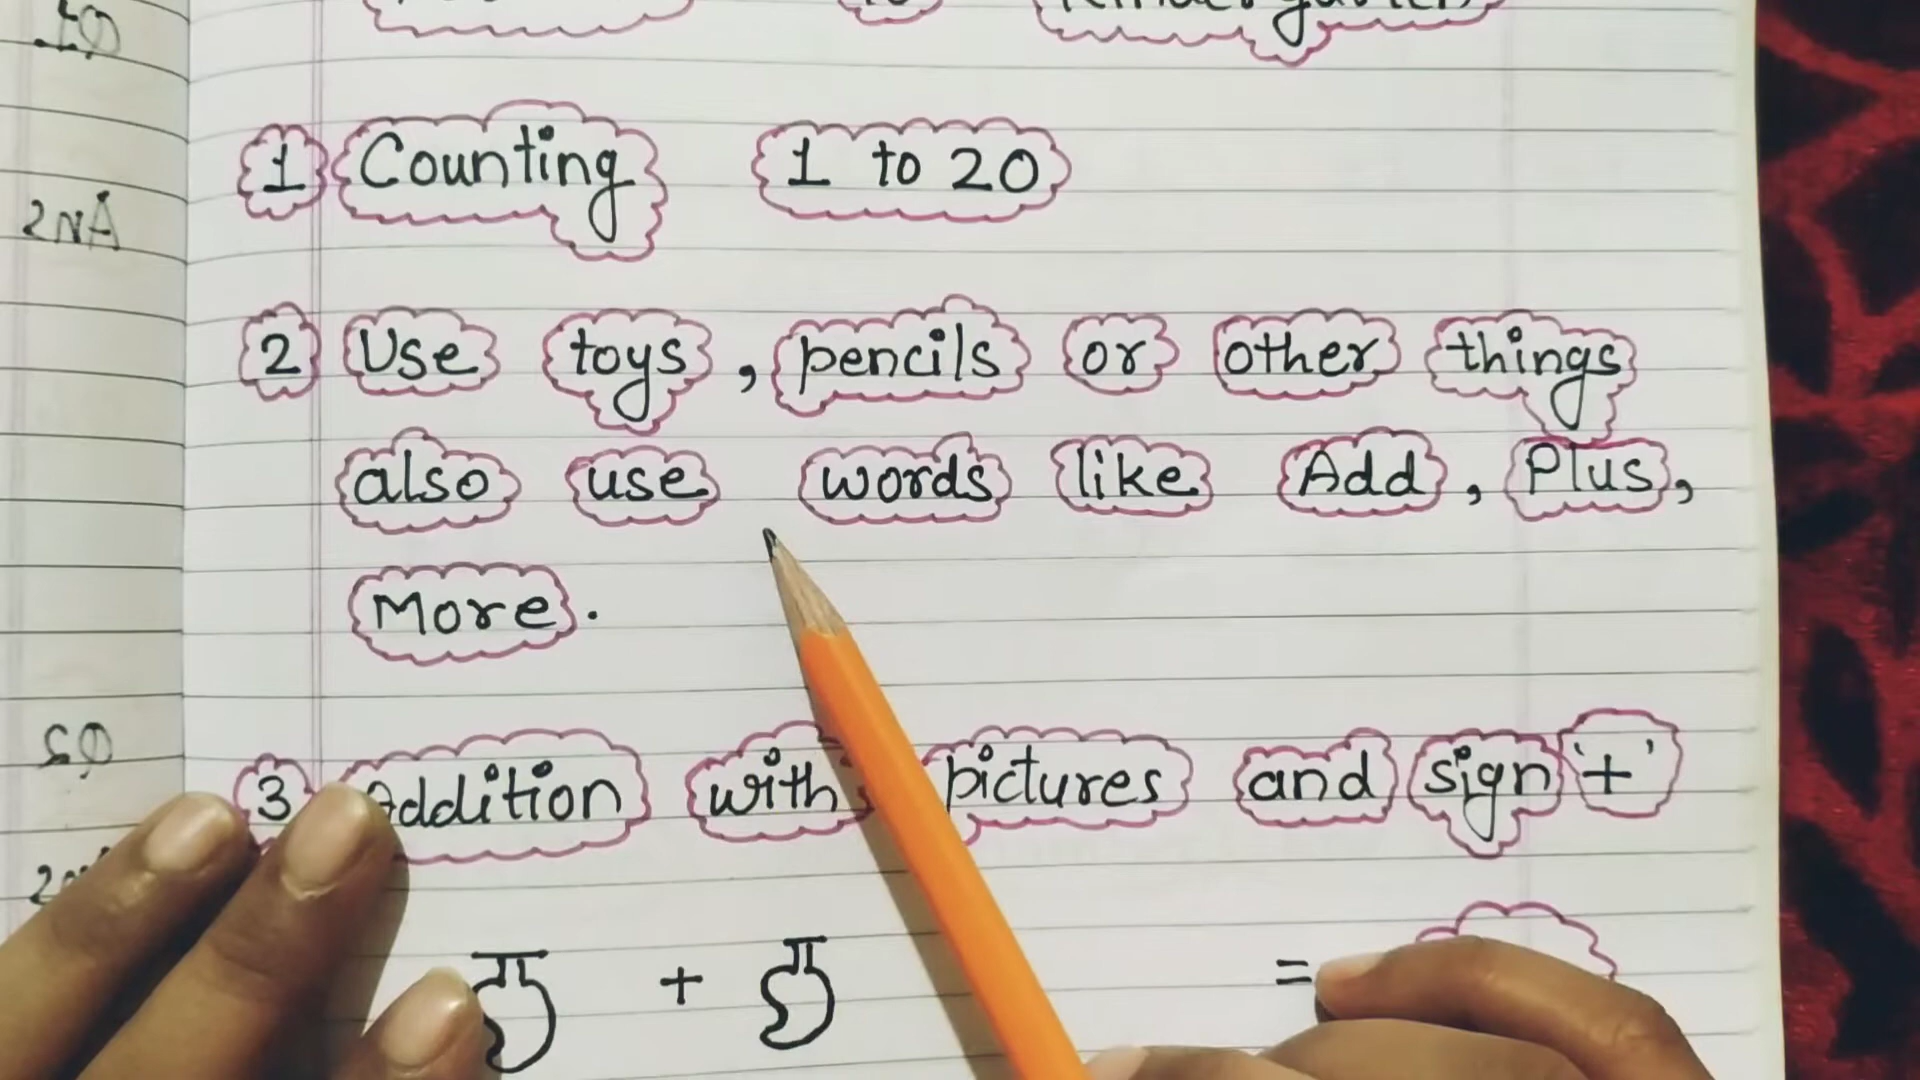 1 Counting 1 to 20
2 Use toys, pencils or other things
also use words like Add, Plus,
More.
3 Addition with pictures and sign '+'
+ =